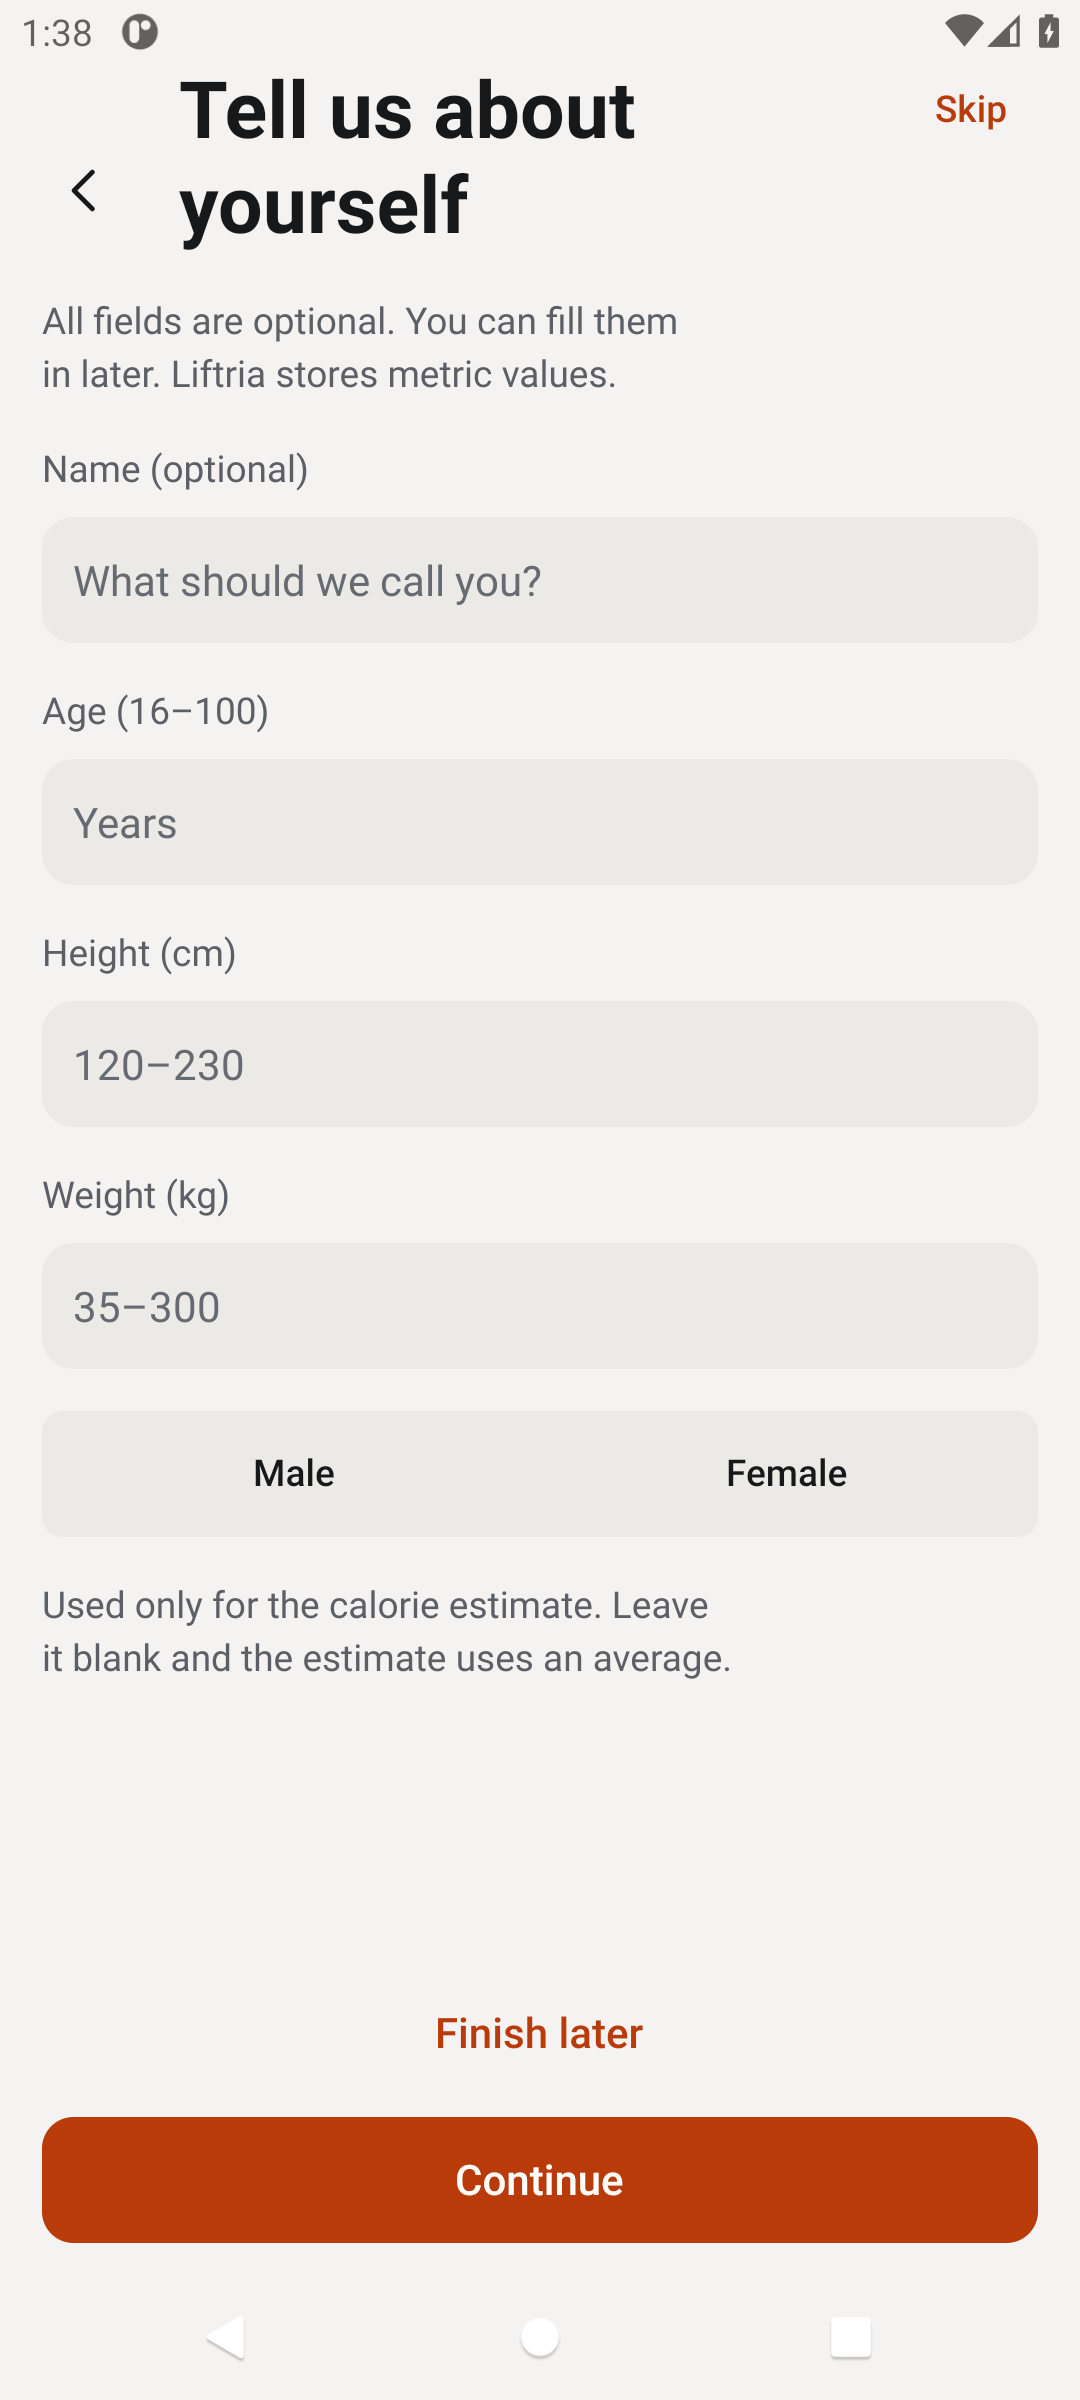 1:38
Tell us about
yourself
Skip
All fields are optional. You can fill them
in later. Liftria stores metric values.
Name (optional)
What should we call you?
Age (16–100)
Years
Height (cm)
120–230
Weight (kg)
35–300
Male
Female
Used only for the calorie estimate. Leave
it blank and the estimate uses an average.
Finish later
Continue